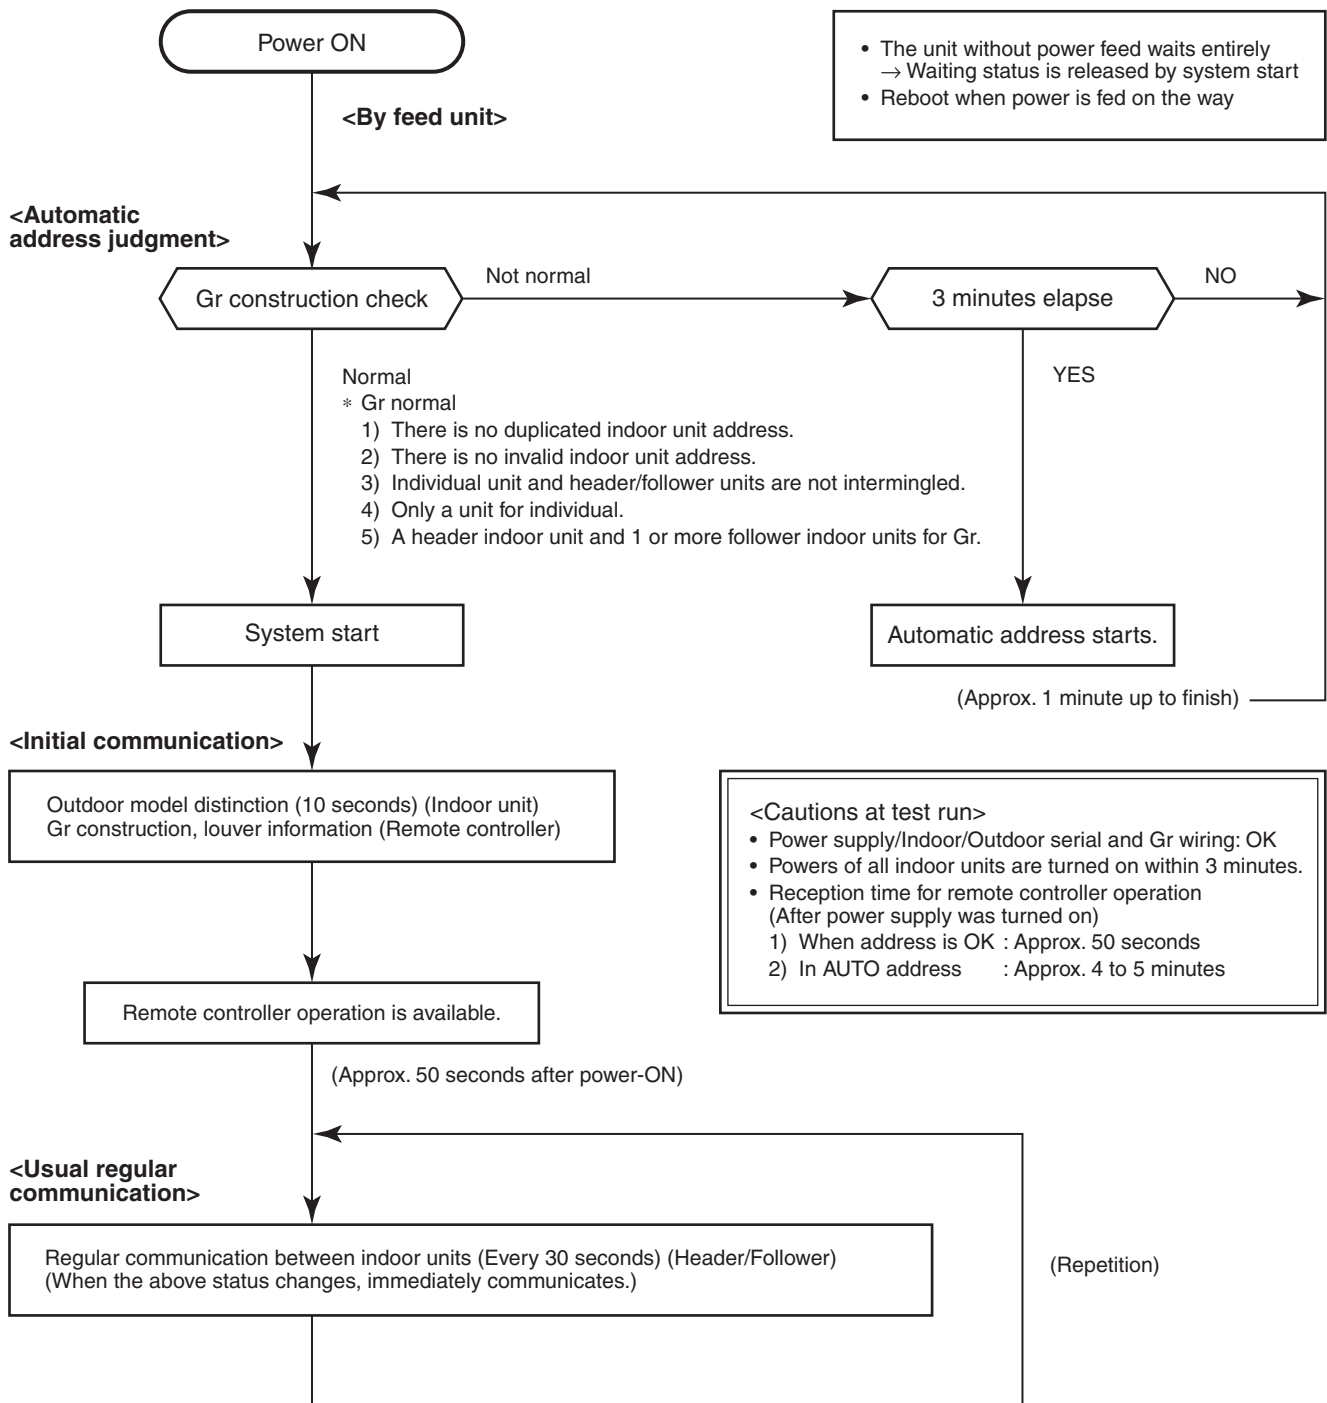 Power ON
• The unit without power feed waits entirely
→ Waiting status is released by system start
• Reboot when power is fed on the way
<By feed unit>
<Automatic
address judgment>
Gr construction check
Not normal
3 minutes elapse
NO
Normal
* Gr normal
1) There is no duplicated indoor unit address.
2) There is no invalid indoor unit address.
3) Individual unit and header/follower units are not intermingled.
4) Only a unit for individual.
5) A header indoor unit and 1 or more follower indoor units for Gr.
YES
System start
Automatic address starts.
(Approx. 1 minute up to finish)
<Initial communication>
Outdoor model distinction (10 seconds) (Indoor unit)
Gr construction, louver information (Remote controller)
<Cautions at test run>
• Power supply/Indoor/Outdoor serial and Gr wiring: OK
• Powers of all indoor units are turned on within 3 minutes.
• Reception time for remote controller operation
(After power supply was turned on)
1) When address is OK : Approx. 50 seconds
2) In AUTO address : Approx. 4 to 5 minutes
Remote controller operation is available.
(Approx. 50 seconds after power-ON)
<Usual regular
communication>
Regular communication between indoor units (Every 30 seconds) (Header/Follower)
(When the above status changes, immediately communicates.)
(Repetition)